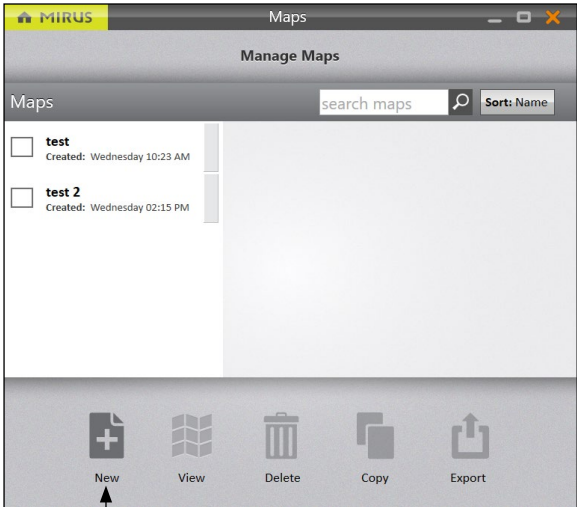 MIRUS
Maps
Manage Maps
Maps
search maps
Sort: Name
test
Created: Wednesday 10:23 AM
test 2
Created: Wednesday 02:15 PM
New
View
Delete
Copy
Export